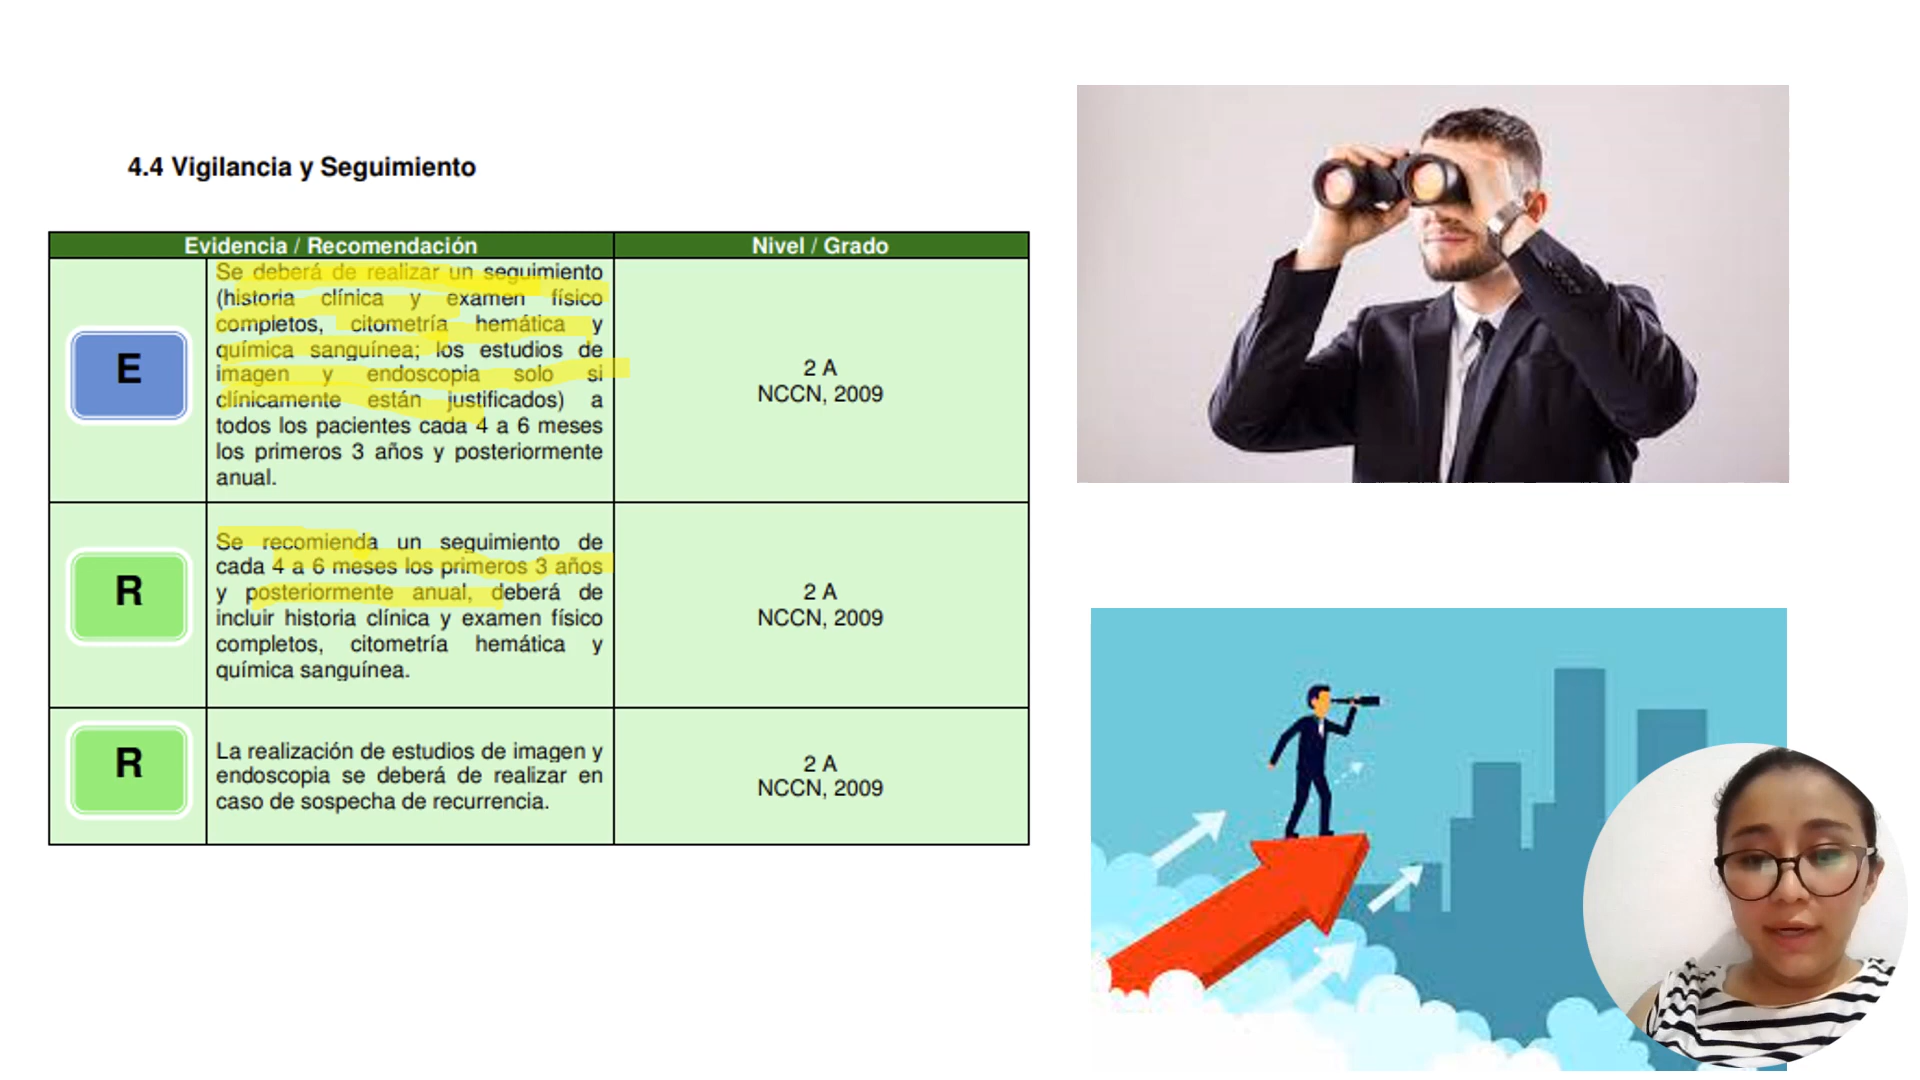 4.4 Vigilancia y Seguimiento
Evidencia / Recomendación
Nivel / Grado
E
Se deberá de realizar un seguimiento
(historia clínica y examen físico
completos, citometría hemática y
química sanguínea; los estudios de
imagen y endoscopia solo si
clínicamente están justificados) a
todos los pacientes cada 4 a 6 meses
los primeros 3 años y posteriormente
anual.
2 A
NCCN, 2009
R
Se recomienda un seguimiento de
cada 4 a 6 meses los primeros 3 años
y posteriormente anual, deberá de
incluir historia clínica y examen físico
completos, citometría hemática y
química sanguínea.
2 A
NCCN, 2009
R
La realización de estudios de imagen y
endoscopia se deberá de realizar en
caso de sospecha de recurrencia.
2 A
NCCN, 2009